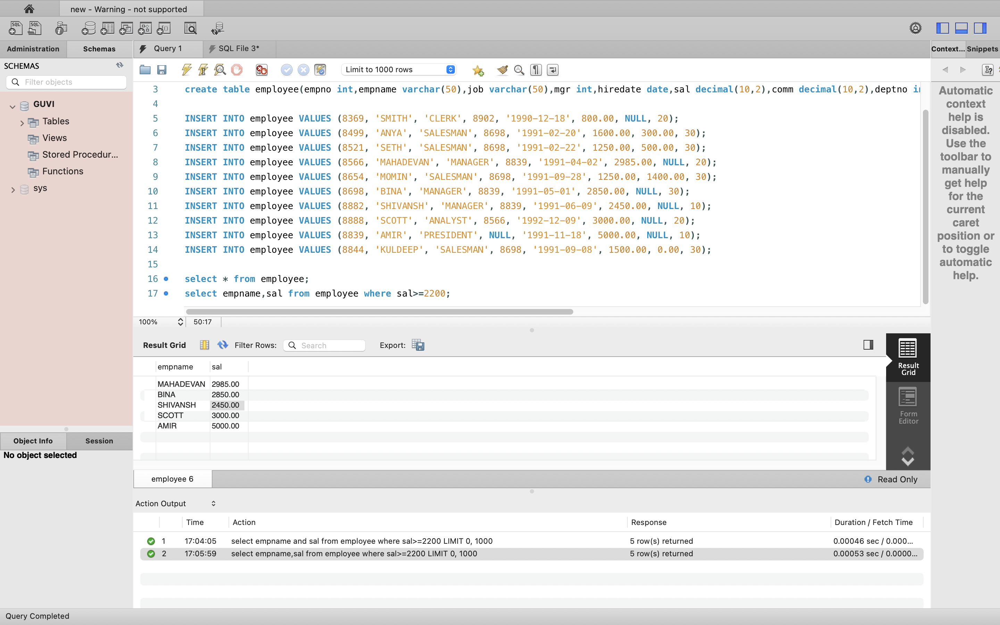 new - Warning - not supported
Administration
Schemas
Query 1
SQL File 3*
Context...
Snippets
SCHEMAS
Filter objects
GUVI
Tables
Views
Stored Procedur...
Functions
sys
Limit to 1000 rows
3 create table employee(empno int,empname varchar(50),job varchar(50),mgr int,hiredate date,sal decimal(10,2),comm decimal(10,2),deptno in
4
5 INSERT INTO employee VALUES (8369, 'SMITH', 'CLERK', 8902, '1990-12-18', 800.00, NULL, 20);
6 INSERT INTO employee VALUES (8499, 'ANYA', 'SALESMAN', 8698, '1991-02-20', 1600.00, 300.00, 30);
7 INSERT INTO employee VALUES (8521, 'SETH', 'SALESMAN', 8698, '1991-02-22', 1250.00, 500.00, 30);
8 INSERT INTO employee VALUES (8566, 'MAHADEVAN', 'MANAGER', 8839, '1991-04-02', 2985.00, NULL, 20);
9 INSERT INTO employee VALUES (8654, 'MOMIN', 'SALESMAN', 8698, '1991-09-28', 1250.00, 1400.00, 30);
10 INSERT INTO employee VALUES (8698, 'BINA', 'MANAGER', 8839, '1991-05-01', 2850.00, NULL, 30);
11 INSERT INTO employee VALUES (8882, 'SHIVANSH', 'MANAGER', 8839, '1991-06-09', 2450.00, NULL, 10);
12 INSERT INTO employee VALUES (8888, 'SCOTT', 'ANALYST', 8566, '1992-12-09', 3000.00, NULL, 20);
13 INSERT INTO employee VALUES (8839, 'AMIR', 'PRESIDENT', NULL, '1991-11-18', 5000.00, NULL, 10);
14 INSERT INTO employee VALUES (8844, 'KULDEEP', 'SALESMAN', 8698, '1991-09-08', 1500.00, 0.00, 30);
15
16 select * from employee;
17 select empname,sal from employee where sal>=2200;
100% 50:17
Automatic
context
help is
disabled.
Use the
toolbar to
manually
get help
for the
current
caret
position or
to toggle
automatic
help.
Result Grid Filter Rows: Search Export:
empname sal
MAHADEVAN 2985.00
BINA 2850.00
SHIVANSH 2450.00
SCOTT 3000.00
AMIR 5000.00
Result
Grid
Form
Editor
Object Info
Session
No object selected
employee 6
Read Only
Action Output
Time Action Response Duration / Fetch Time
1 17:04:05 select empname and sal from employee where sal>=2200 LIMIT 0, 1000 5 row(s) returned 0.00046 sec / 0.000...
2 17:05:59 select empname,sal from employee where sal>=2200 LIMIT 0, 1000 5 row(s) returned 0.00053 sec / 0.0000...
Query Completed